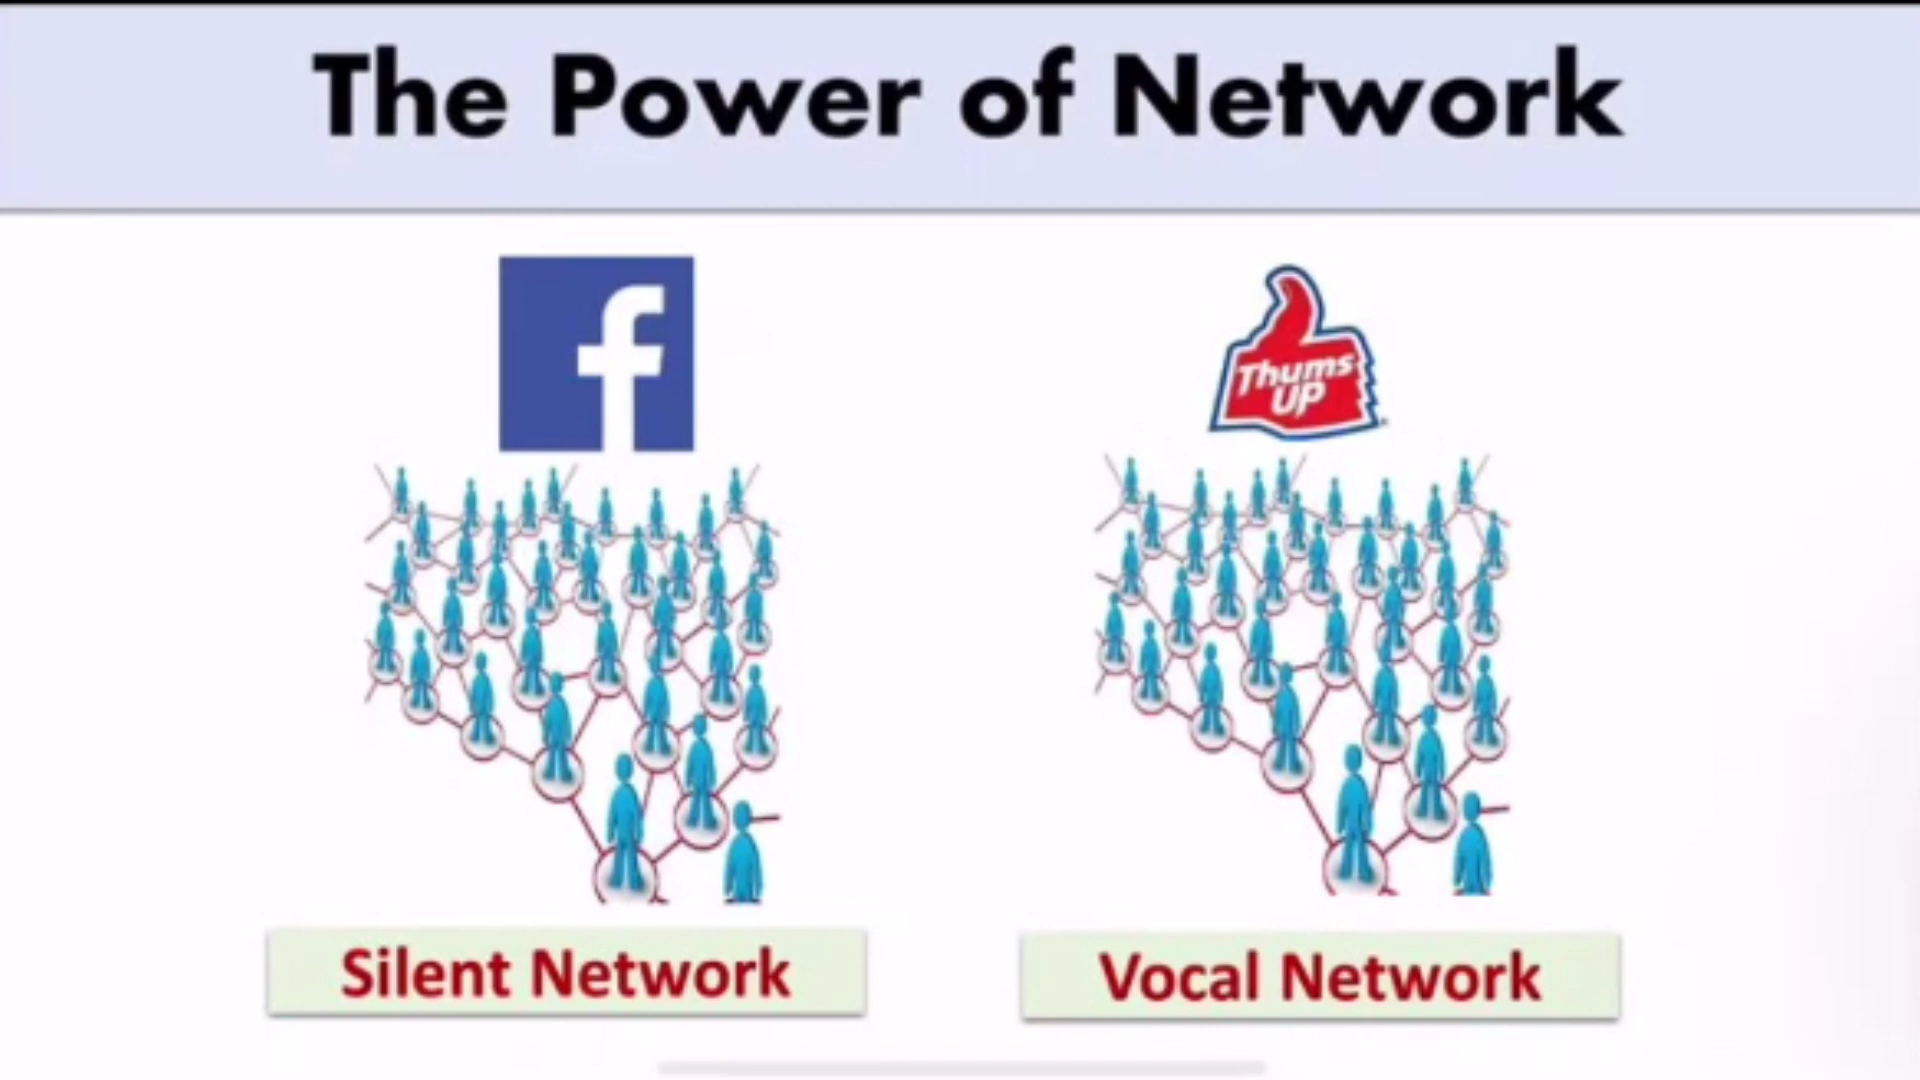 The Power of Network
f
Thums
UP
Silent Network
Vocal Network